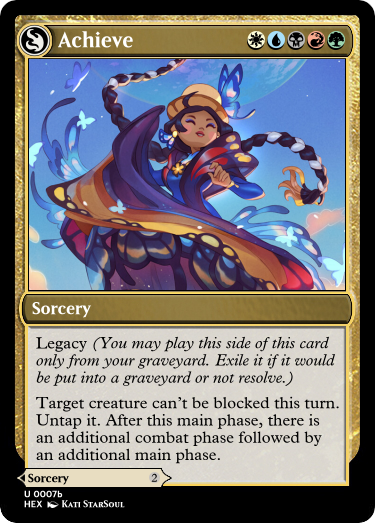 Achieve
Sorcery
Legacy (You may play this side of this card
only from your graveyard. Exile it if it would
be put into a graveyard or not resolve.)
Target creature can't be blocked this turn.
Untap it. After this main phase, there is
an additional combat phase followed by
an additional main phase.
Sorcery 2
U 0007b
HEX Kati StarSoul